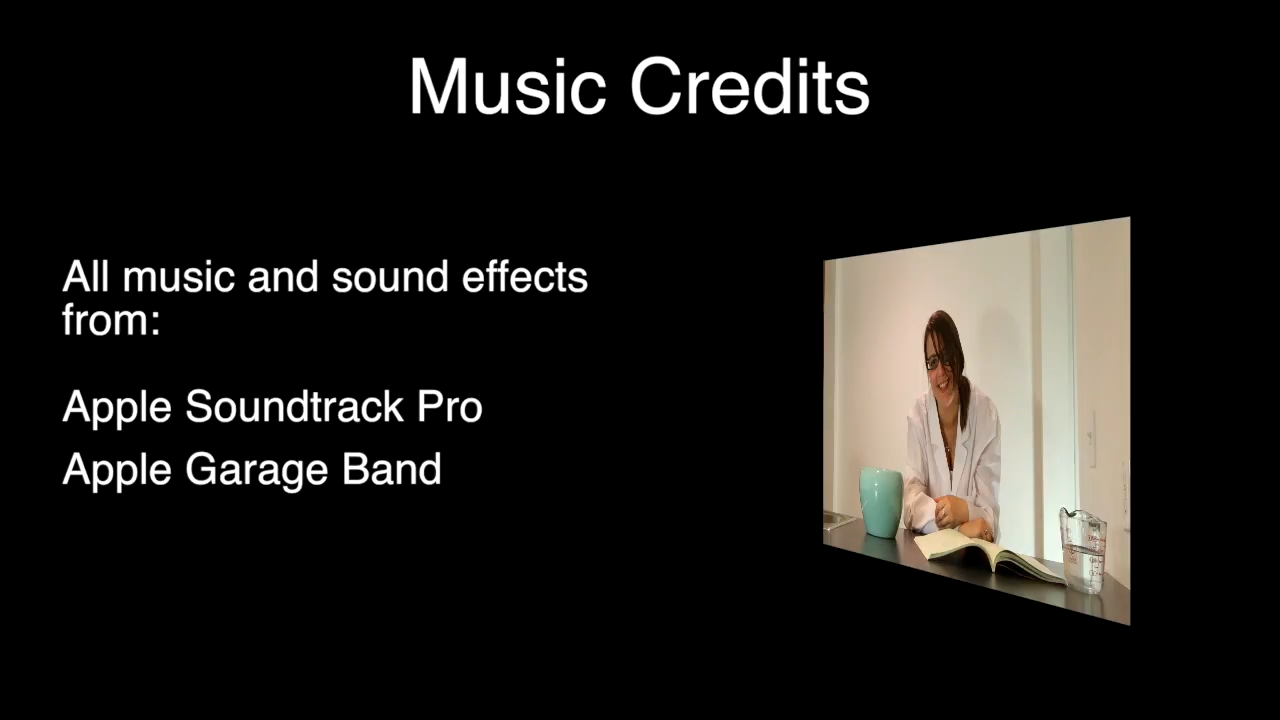 Music Credits
All music and sound effects
from:
Apple Soundtrack Pro
Apple Garage Band